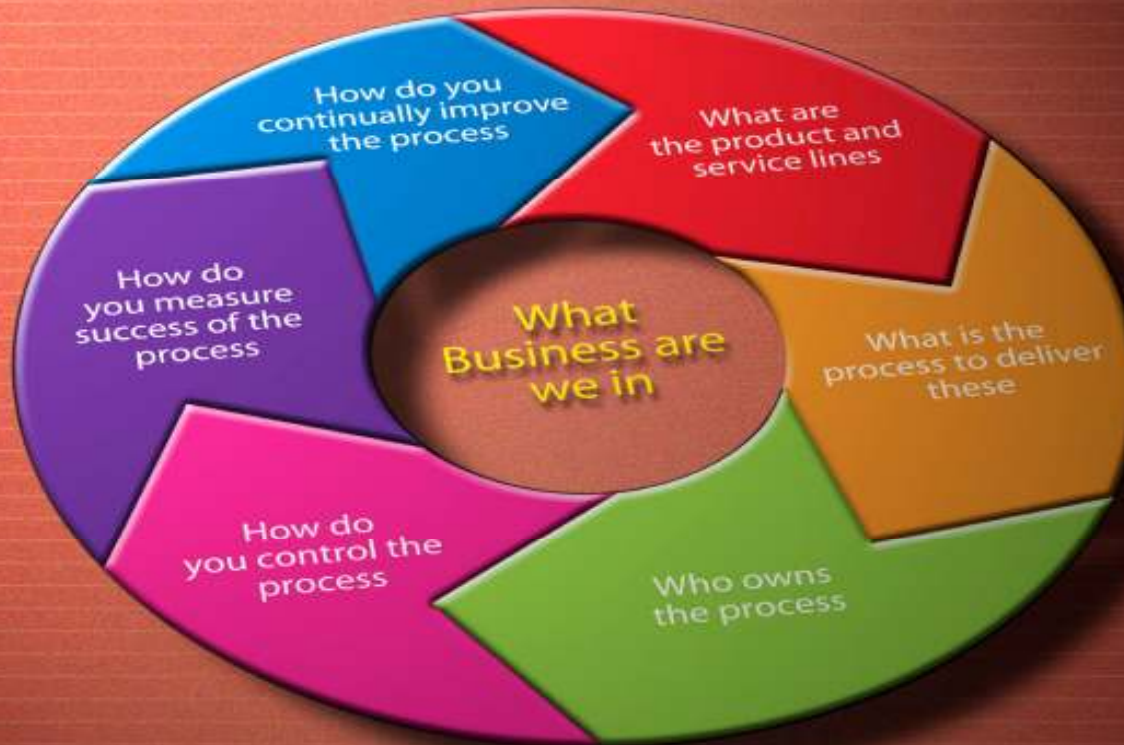 What Business are we in
What are
the product and
service lines
What is the
process to deliver
these
Who owns
the process
How do
you control the
process
How do
you measure
success of the
process
How do you
continually improve
the process